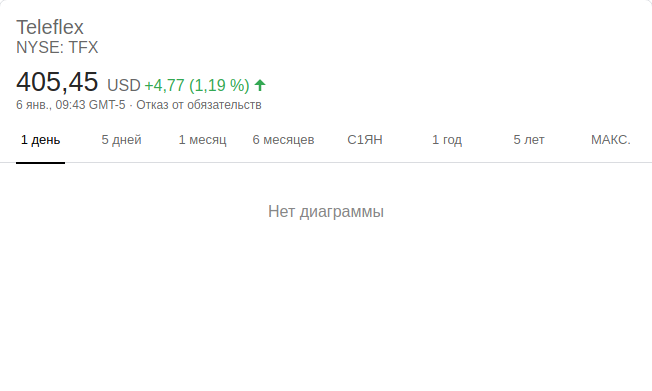 Teleflex
NYSE: TFX
405,45 USD +4,77 (1,19 %)
6 янв., 09:43 GMT-5 · Отказ от обязательств
1 день 5 дней 1 месяц 6 месяцев С1ЯН 1 год 5 лет МАКС.
Нет диаграммы